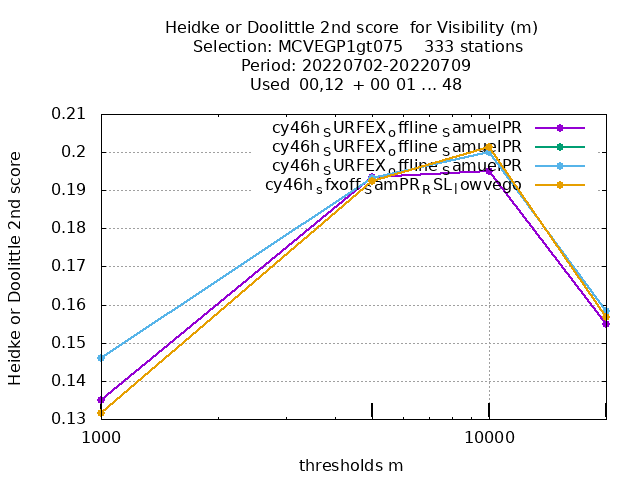 Heidke or Doolittle 2nd score  for Visibility (m)
Selection: MCVEGP1gt075    333 stations
Period: 20220702-20220709
Used  00,12  + 00 01 ... 48
0.21
0.2
0.19
0.18
0.17
0.16
0.15
0.14
0.13
Heidke or Doolittle 2nd score
cy46h_SURFEX_offline_SamuelPR
cy46h_SURFEX_offline_SamuelPR
cy46h_SURFEX_offline_SamuelPR
cy46h_sfxoff_SamPR_RSL_lowvego
1000
10000
thresholds m